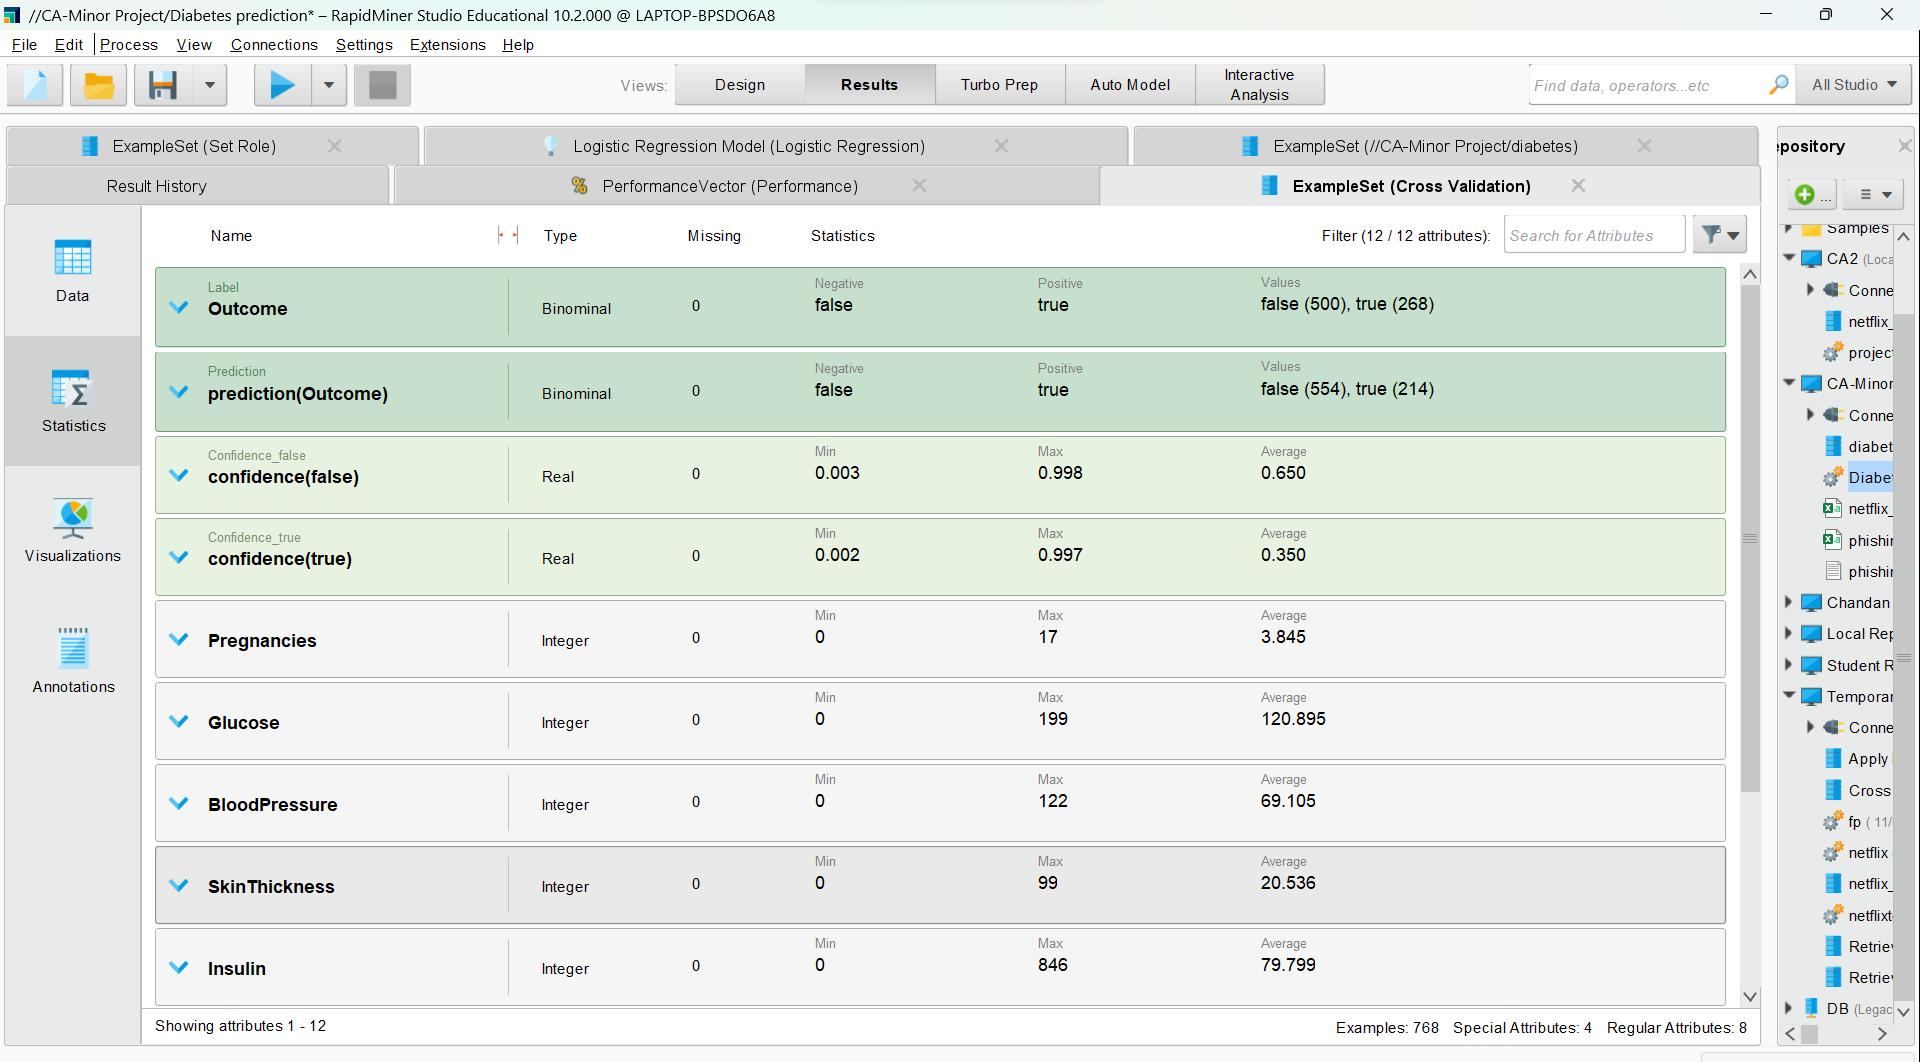 //CA-Minor Project/Diabetes prediction* – RapidMiner Studio Educational 10.2.000 @ LAPTOP-BPSDO6A8
File Edit Process View Connections Settings Extensions Help
Views: Design Results Turbo Prep Auto Model Interactive Analysis
Find data, operators...etc All Studio
ExampleSet (Set Role) Logistic Regression Model (Logistic Regression) ExampleSet (//CA-Minor Project/diabetes)
Result History PerformanceVector (Performance) ExampleSet (Cross Validation)
Name Type Missing Statistics Filter (12 / 12 attributes): Search for Attributes
Data
Statistics
Visualizations
Annotations
Label Negative Positive Values
Outcome Binominal 0 false true false (500), true (268)
Prediction Negative Positive Values
prediction(Outcome) Binominal 0 false true false (554), true (214)
Confidence_false Min Max Average
confidence(false) Real 0 0.003 0.998 0.650
Confidence_true Min Max Average
confidence(true) Real 0 0.002 0.997 0.350
Min Max Average
Pregnancies Integer 0 0 17 3.845
Min Max Average
Glucose Integer 0 0 199 120.895
Min Max Average
BloodPressure Integer 0 0 122 69.105
Min Max Average
SkinThickness Integer 0 0 99 20.536
Min Max Average
Insulin Integer 0 0 846 79.799
Showing attributes 1 - 12
Examples: 768 Special Attributes: 4 Regular Attributes: 8
epository
...
Samples
CA2 (Loca
Conne
netflix_
project
CA-Minor
Conne
diabet
Diabet
netflix_
phishin
phishin
Chandan
Local Rep
Student R
Temporar
Conne
Apply
Cross
fp ( 11/
netflix
netflix_
netflixt
Retriev
Retriev
DB (Legac